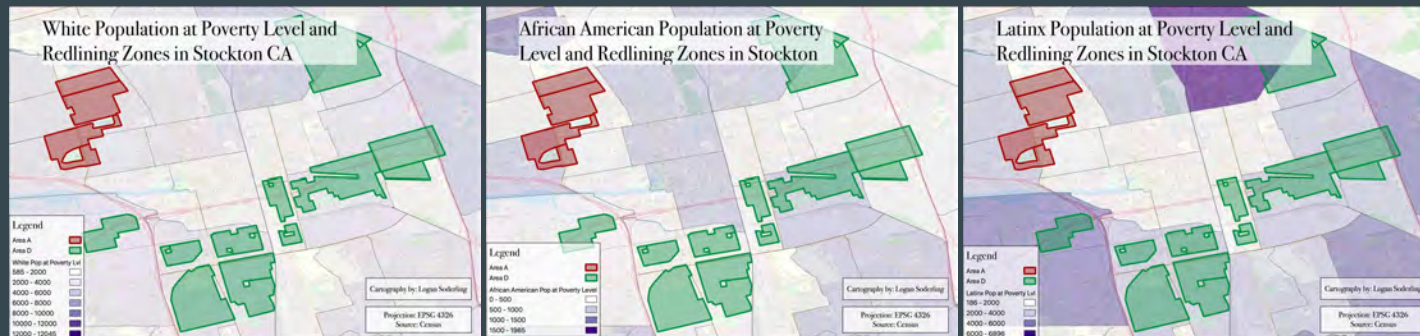 White Population at Poverty Level and
Redlining Zones in Stockton CA
Legend
Area A
Area D
White Pop at Poverty Lvl
585 - 2000
2000 - 4000
4000 - 6000
6000 - 8000
8000 - 10000
10000 - 12000
12000 - 12045
Cartography by: Logan Soderling
Projection: EPSG 4326
Source: Census
African American Population at Poverty
Level and Redlining Zones in Stockton
Legend
Area A
Area D
African American Pop at Poverty Level
0 - 500
500 - 1000
1000 - 1500
1500 - 1965
Cartography by: Logan Soderling
Projection: EPSG 4326
Source: Census
Latinx Population at Poverty Level and
Redlining Zones in Stockton CA
Legend
Area A
Area D
Latinx Pop at Poverty Lvl
186 - 2000
2000 - 4000
4000 - 6000
6000 - 6896
Cartography by: Logan Soderling
Projection: EPSG 4326
Source: Census